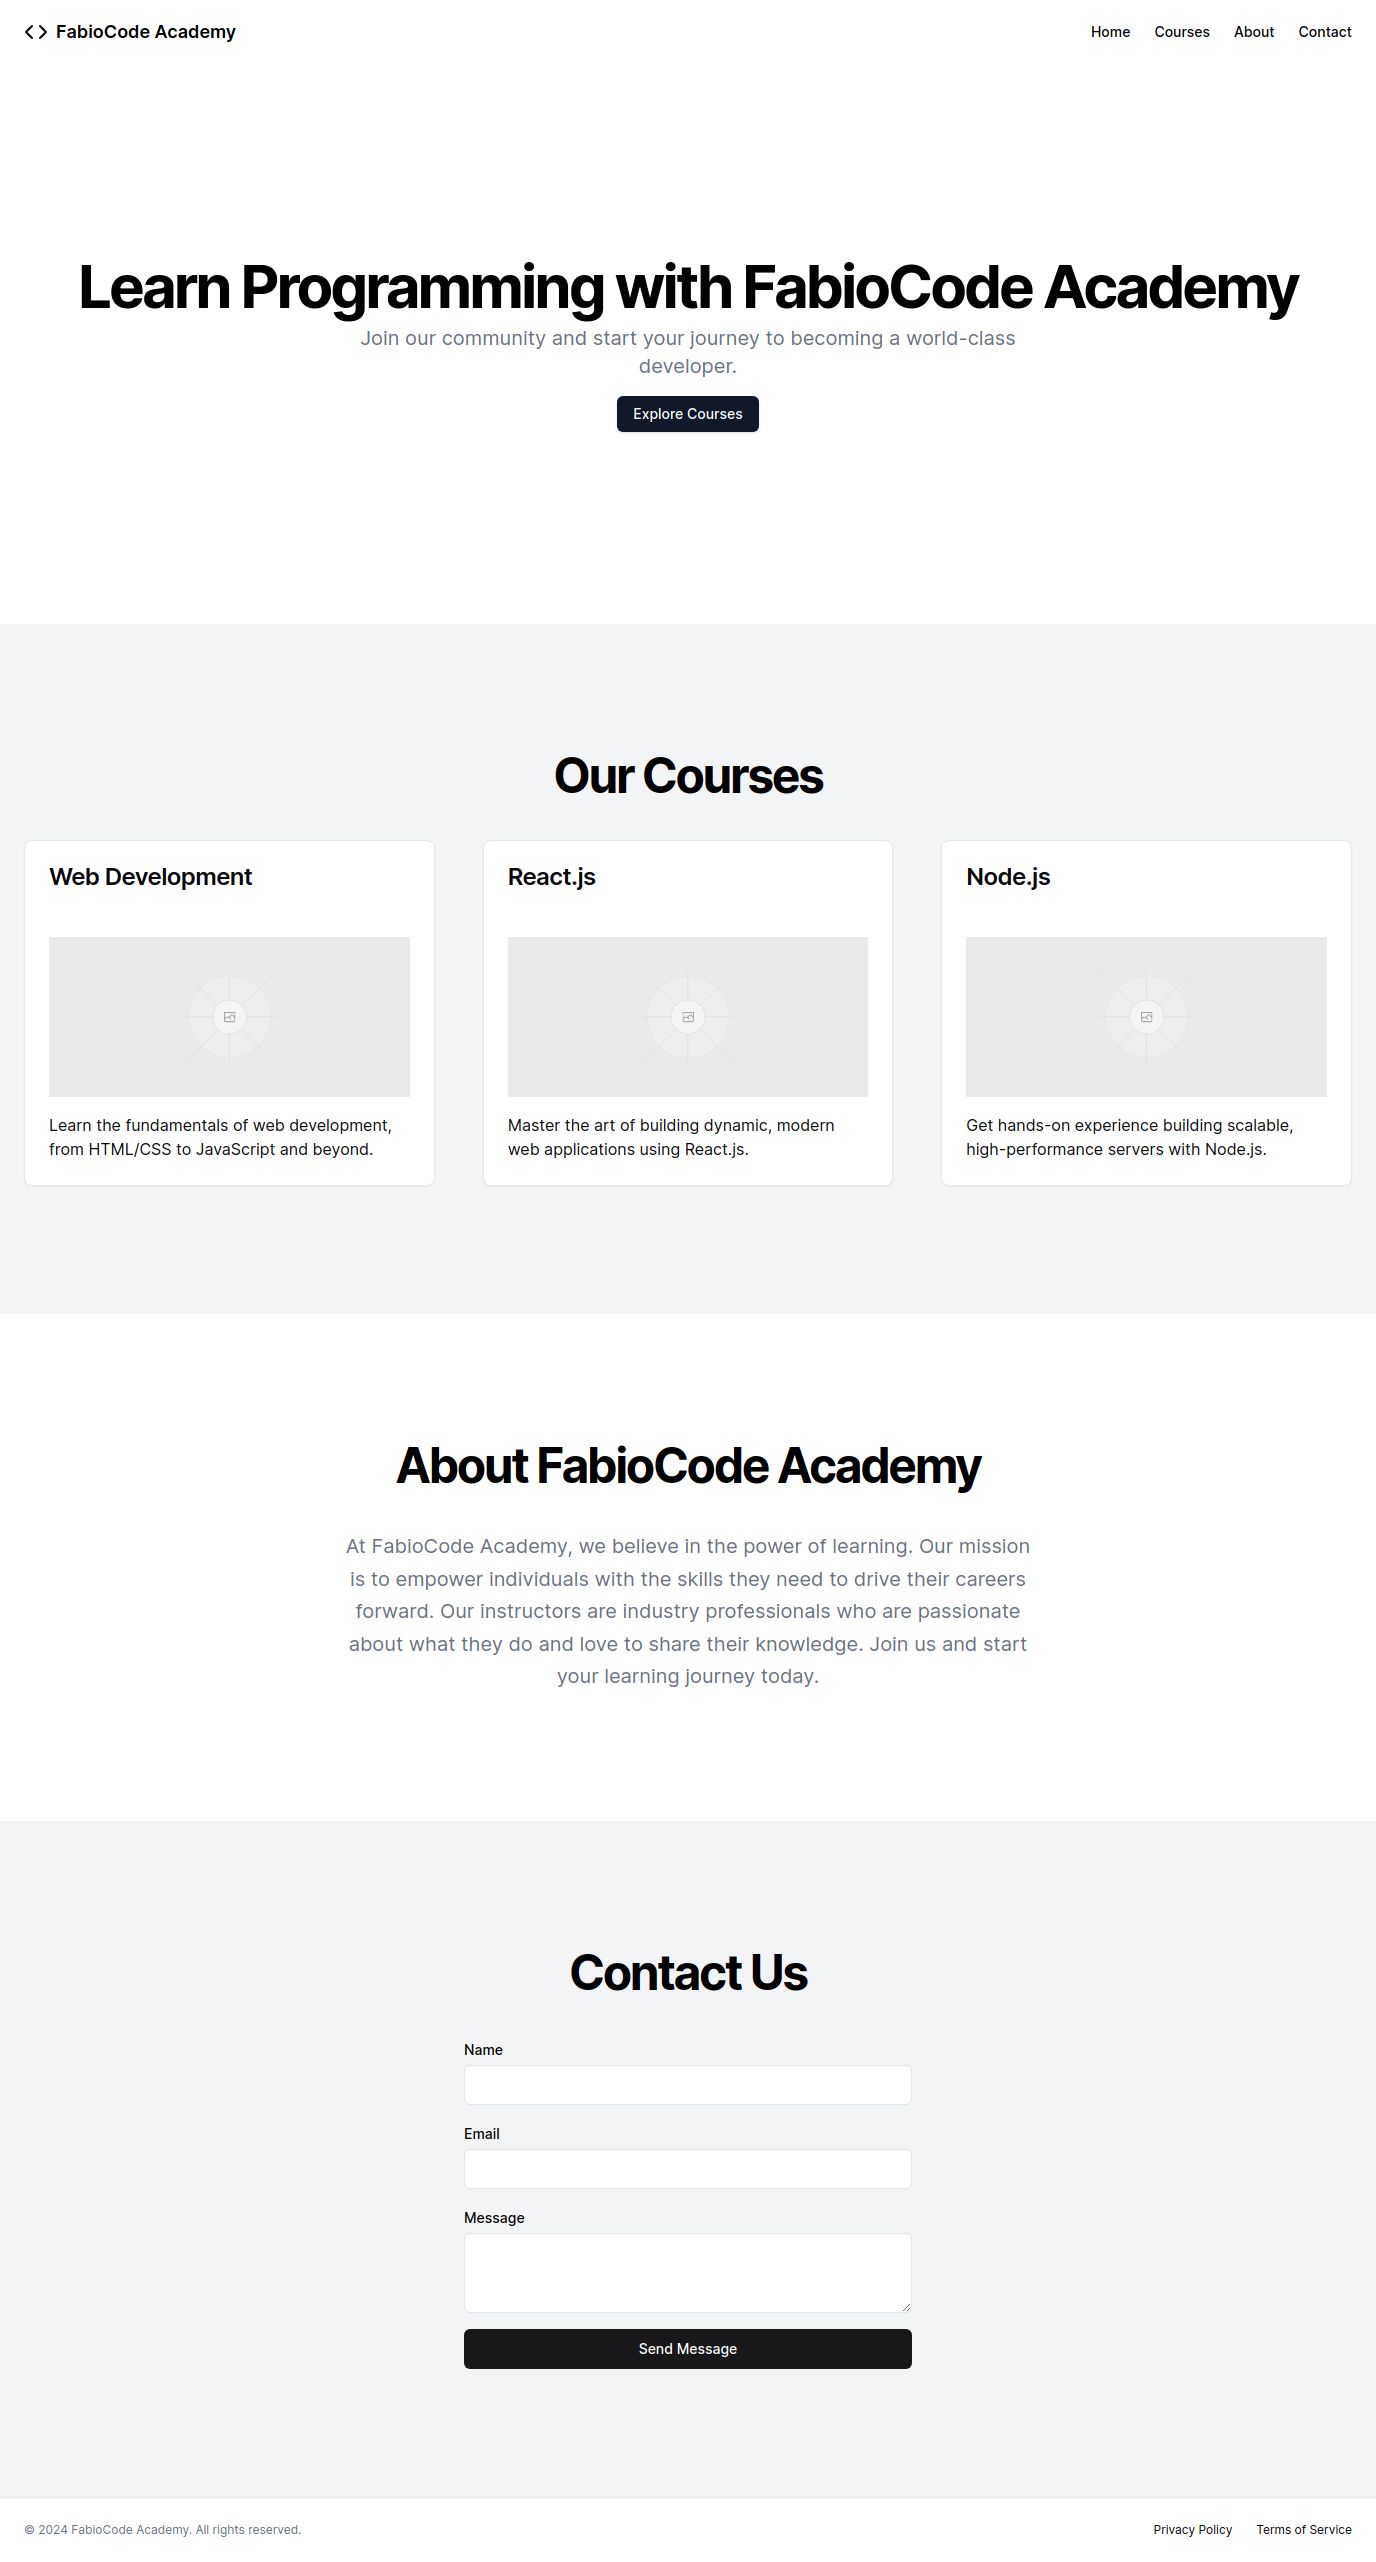 FabioCode Academy
Home Courses About Contact
Learn Programming with FabioCode Academy
Join our community and start your journey to becoming a world-class
developer.
Explore Courses
Our Courses
Web Development
React.js
Node.js
Learn the fundamentals of web development,
from HTML/CSS to JavaScript and beyond.
Master the art of building dynamic, modern
web applications using React.js.
Get hands-on experience building scalable,
high-performance servers with Node.js.
About FabioCode Academy
At FabioCode Academy, we believe in the power of learning. Our mission
is to empower individuals with the skills they need to drive their careers
forward. Our instructors are industry professionals who are passionate
about what they do and love to share their knowledge. Join us and start
your learning journey today.
Contact Us
Name
Email
Message
Send Message
© 2024 FabioCode Academy. All rights reserved.
Privacy Policy Terms of Service